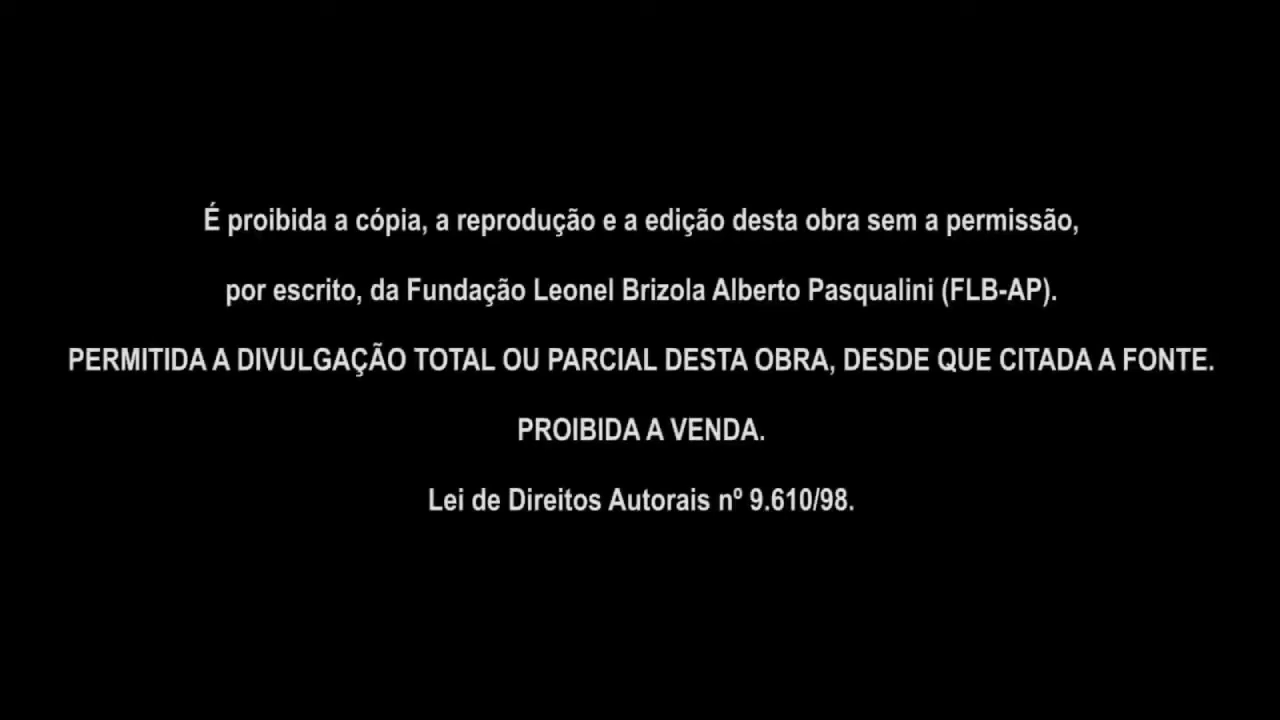 É proibida a cópia, a reprodução e a edição desta obra sem a permissão,
por escrito, da Fundação Leonel Brizola Alberto Pasqualini (FLB-AP).
PERMITIDA A DIVULGAÇÃO TOTAL OU PARCIAL DESTA OBRA, DESDE QUE CITADA A FONTE.
PROIBIDA A VENDA.
Lei de Direitos Autorais nº 9.610/98.